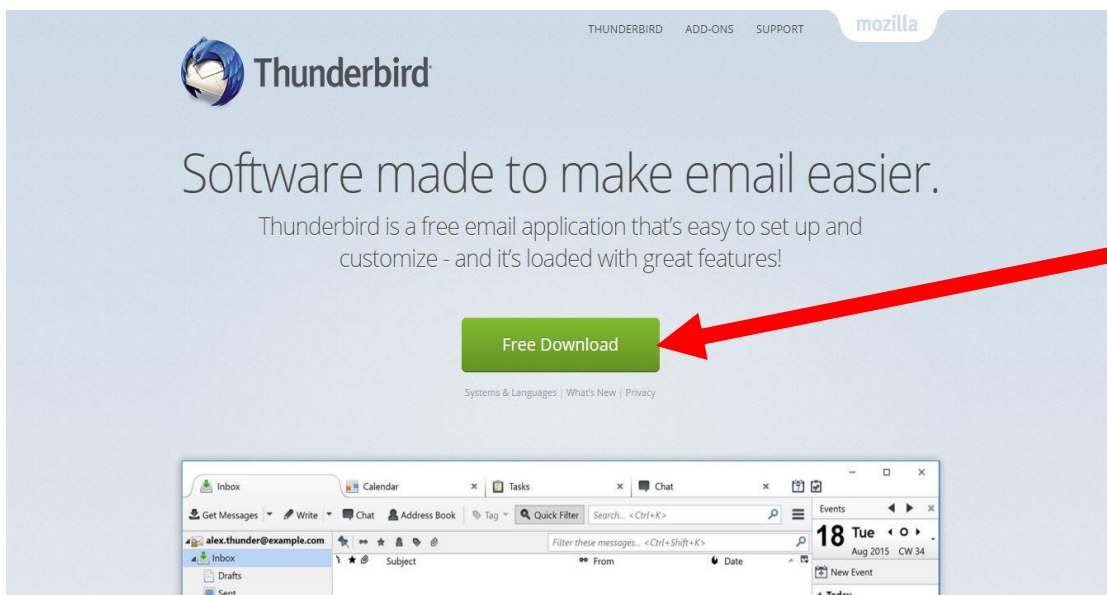 THUNDERBIRD ADD-ONS SUPPORT mozilla
Thunderbird
Software made to make email easier.
Thunderbird is a free email application that's easy to set up and
customize - and it's loaded with great features!
Free Download
Systems & Languages | What's New | Privacy
Inbox Calendar Tasks Chat
Get Messages Write Chat Address Book Tag Quick Filter Search... <Ctrl+K> Events
alex.thunder@example.com Filter these messages... <Ctrl+Shift+K> 18 Tue
Aug 2015 CW 34
Inbox Subject From Date
Drafts New Event
Sent Today